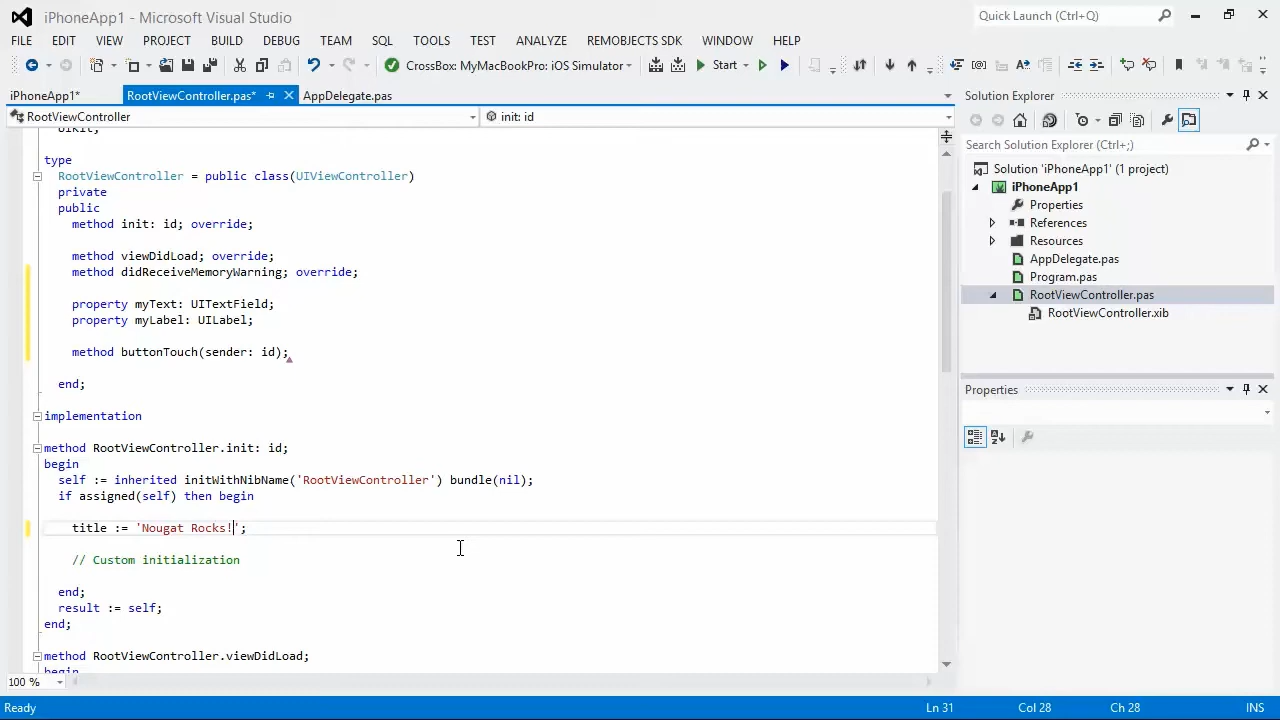 iPhoneApp1 - Microsoft Visual Studio
Quick Launch (Ctrl+Q)
FILE EDIT VIEW PROJECT BUILD DEBUG TEAM SQL TOOLS TEST ANALYZE REMOBJECTS SDK WINDOW HELP
CrossBox: MyMacBookPro: iOS Simulator Start
iPhoneApp1* RootViewController.pas* AppDelegate.pas
RootViewController init: id
UIKit;
type
RootViewController = public class(UIViewController)
private
public
method init: id; override;
method viewDidLoad; override;
method didReceiveMemoryWarning; override;
property myText: UITextField;
property myLabel: UILabel;
method buttonTouch(sender: id);
end;
implementation
method RootViewController.init: id;
begin
self := inherited initWithNibName('RootViewController') bundle(nil);
if assigned(self) then begin
title := 'Nougat Rocks!';
// Custom initialization
end;
result := self;
end;
method RootViewController.viewDidLoad;
begin
100 %
Solution Explorer
Search Solution Explorer (Ctrl+;)
Solution 'iPhoneApp1' (1 project)
iPhoneApp1
Properties
References
Resources
AppDelegate.pas
Program.pas
RootViewController.pas
RootViewController.xib
Properties
Ready Ln 31 Col 28 Ch 28 INS